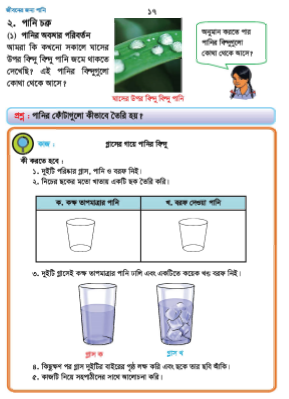 জীবনের জন্য পানি
১৭
২. পানি চক্র
(১) পানির অবস্থার পরিবর্তন
আমরা কি কখনো সকালে ঘাসের
উপর বিন্দু বিন্দু পানি জমে থাকতে
দেখেছি? এই পানির বিন্দুগুলো
কোথা থেকে আসে?
ঘাসের উপর বিন্দু বিন্দু পানি
অনুমান করতে পার
পানির বিন্দুগুলো
কোথা থেকে আসে?
প্রশ্ন : পানির ফোঁটাগুলো কীভাবে তৈরি হয়?
কাজ :
গ্লাসের গায়ে পানির বিন্দু
কী করতে হবে :
১. দুইটি পরিষ্কার গ্লাস, পানি ও বরফ নিই।
২. নিচের ছকের মতো খাতায় একটি ছক তৈরি করি।
ক. কক্ষ তাপমাত্রার পানি
খ. বরফ দেওয়া পানি
৩. দুইটি গ্লাসেই কক্ষ তাপমাত্রার পানি ঢালি এবং একটিতে কয়েক খণ্ড বরফ নিই।
গ্লাস ক
গ্লাস খ
৪. কিছুক্ষণ পর গ্লাস দুইটির বাইরের পৃষ্ঠ লক্ষ করি এবং ছকে তার ছবি আঁকি।
৫. কাজটি নিয়ে সহপাঠীদের সাথে আলোচনা করি।